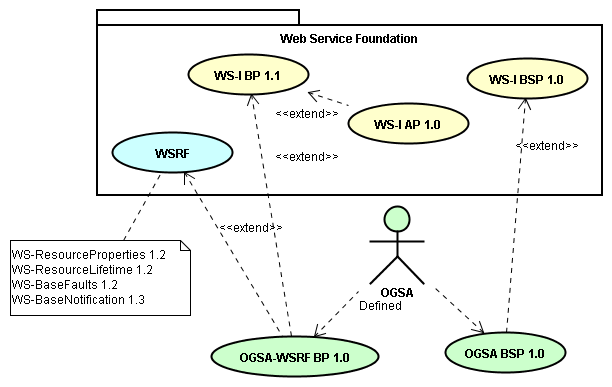 Web Service Foundation
WS-I BP 1.1
WS-I BSP 1.0
<<extend>>
WS-I AP 1.0
<<extend>>
WSRF
<<extend>>
<<extend>>
WS-ResourceProperties 1.2
WS-ResourceLifetime 1.2
WS-BaseFaults 1.2
WS-BaseNotification 1.3
OGSA
Defined
OGSA-WSRF BP 1.0
OGSA BSP 1.0